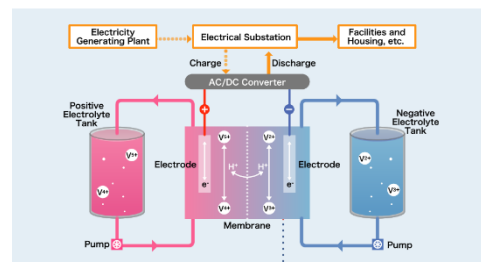 Electricity
Generating Plant
Electrical Substation
Facilities and
Housing, etc.
Charge
Discharge
AC/DC Converter
Positive
Electrolyte
Tank
Negative
Electrolyte
Tank
+
−
V5+
V4+
Electrode
e-
V5+
V4+
H+
H+
V2+
V3+
e-
Electrode
V2+
V3+
Membrane
Pump
Pump